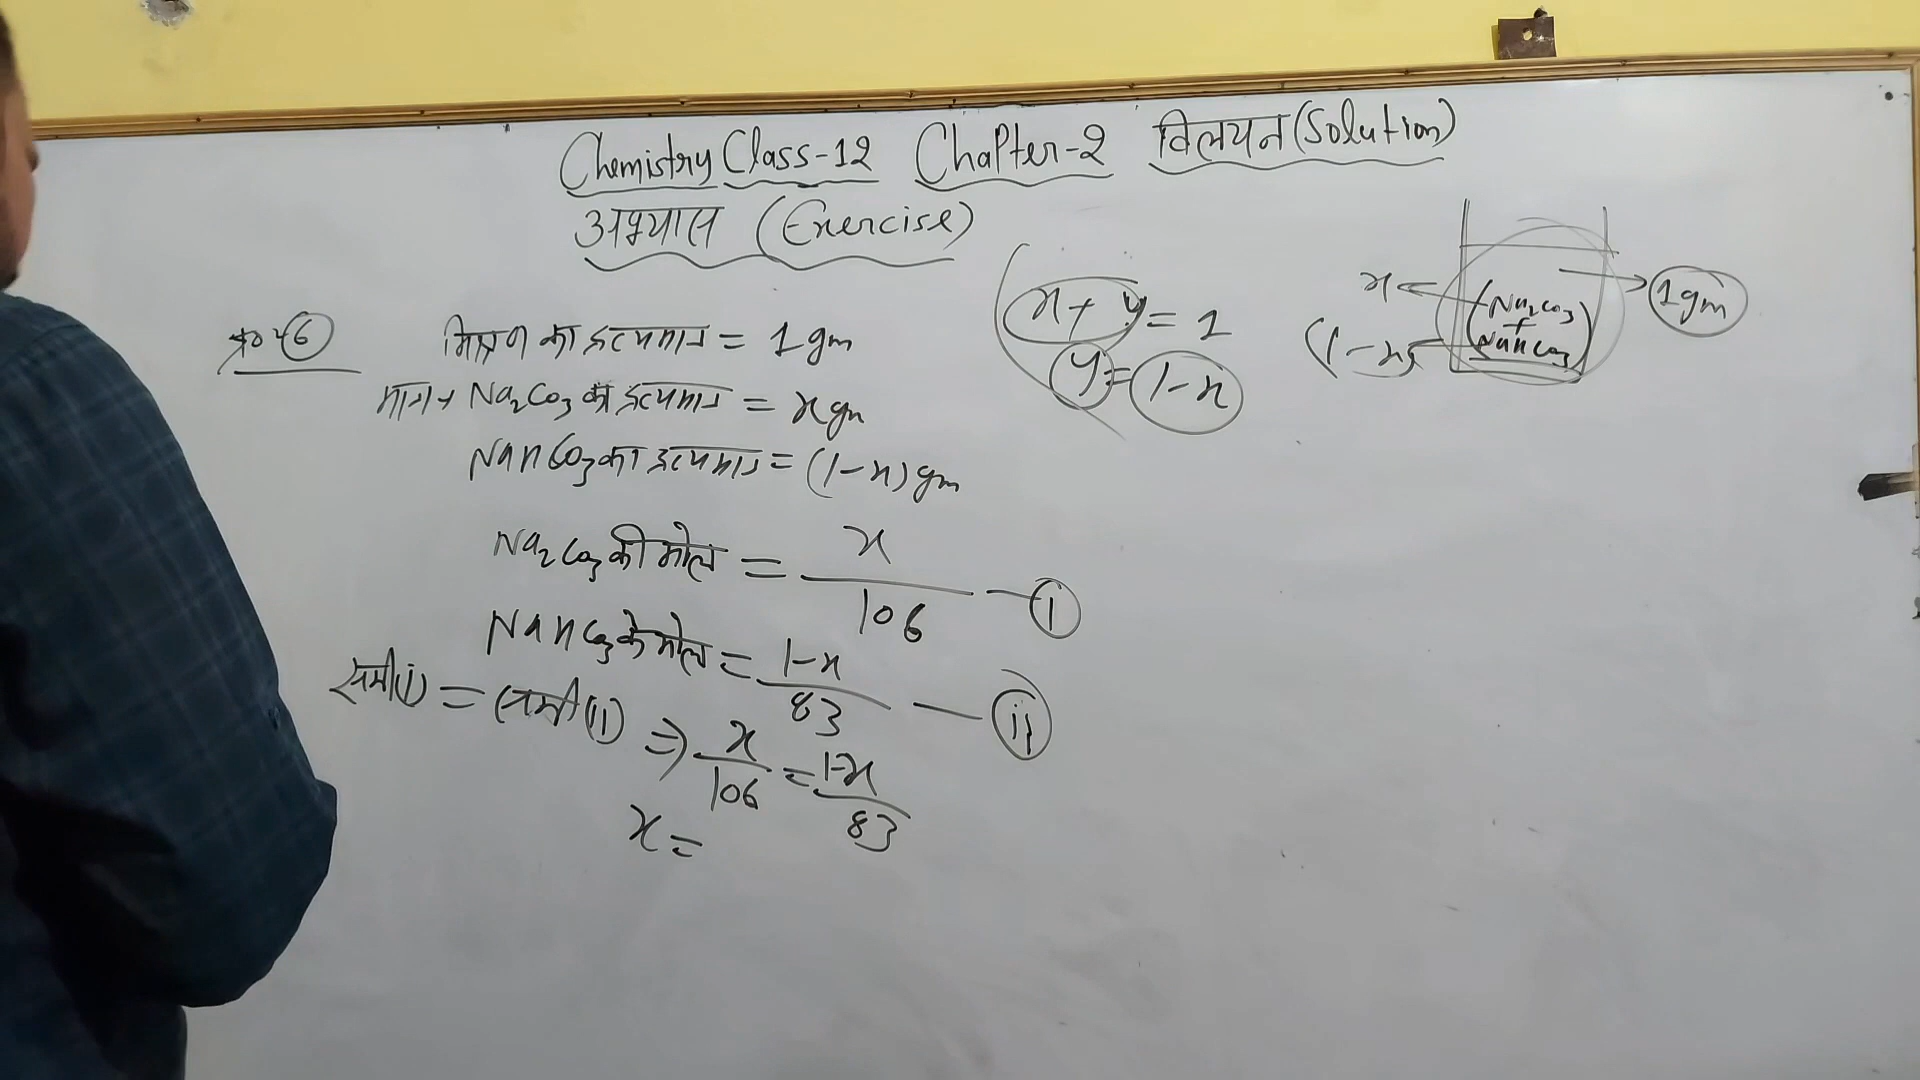 Chemistry Class-12 Chapter-2 विलयन (Solution)
अभ्यास (Exercise)
प्र०→6
मिश्रण का द्रव्यमान = 1 gm
माना→ Na2CO3 का द्रव्यमान = x gm
NaHCO3 का द्रव्यमान = (1-x) gm
Na2CO3 की मोल = x/106 — i
NaHCO3 के मोल = 1-x/83 — ii
समी(i) = समी(ii) ⇒ x/106 = 1-x/83
x =
x + y = 1
y = 1-x
x
(1-x)
Na2CO3
+
NaHCO3
1gm